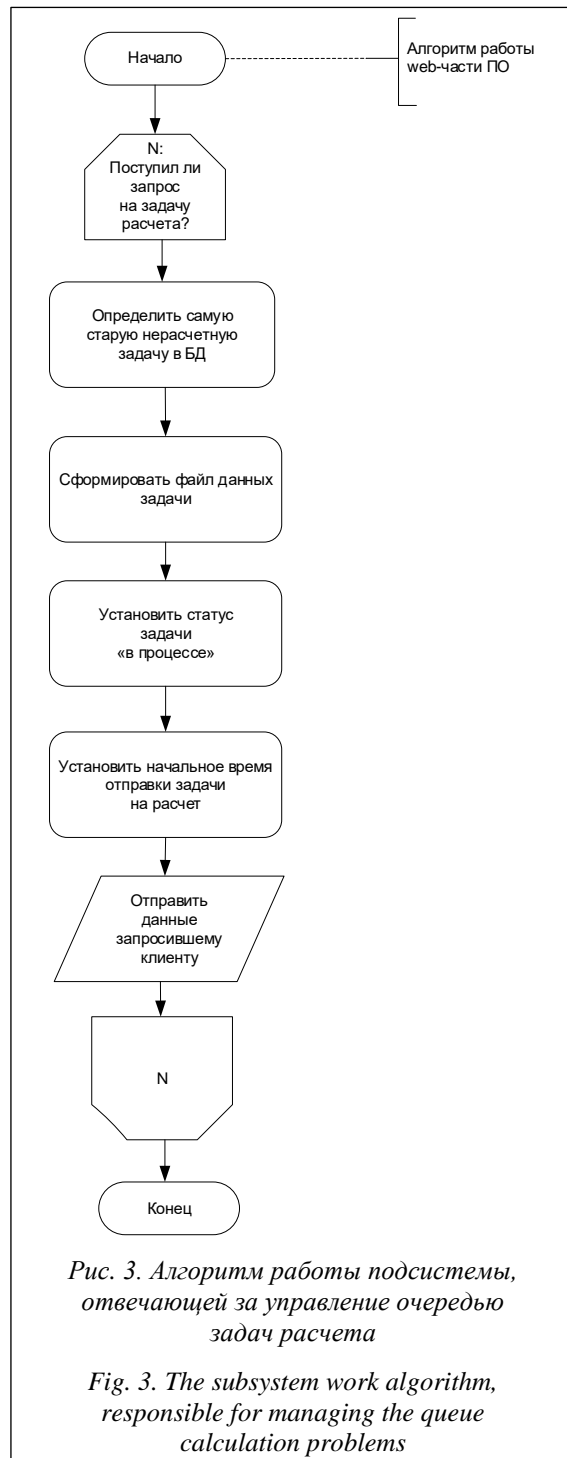 Начало
Алгоритм работы
web-части ПО
N:
Поступил ли
запрос
на задачу
расчета?
Определить самую
старую нерасчетную
задачу в БД
Сформировать файл данных
задачи
Установить статус
задачи
«в процессе»
Установить начальное время
отправки задачи
на расчет
Отправить
данные
запросившему
клиенту
N
Конец
Рис. 3. Алгоритм работы подсистемы,
отвечающей за управление очередью
задач расчета
Fig. 3. The subsystem work algorithm,
responsible for managing the queue
calculation problems